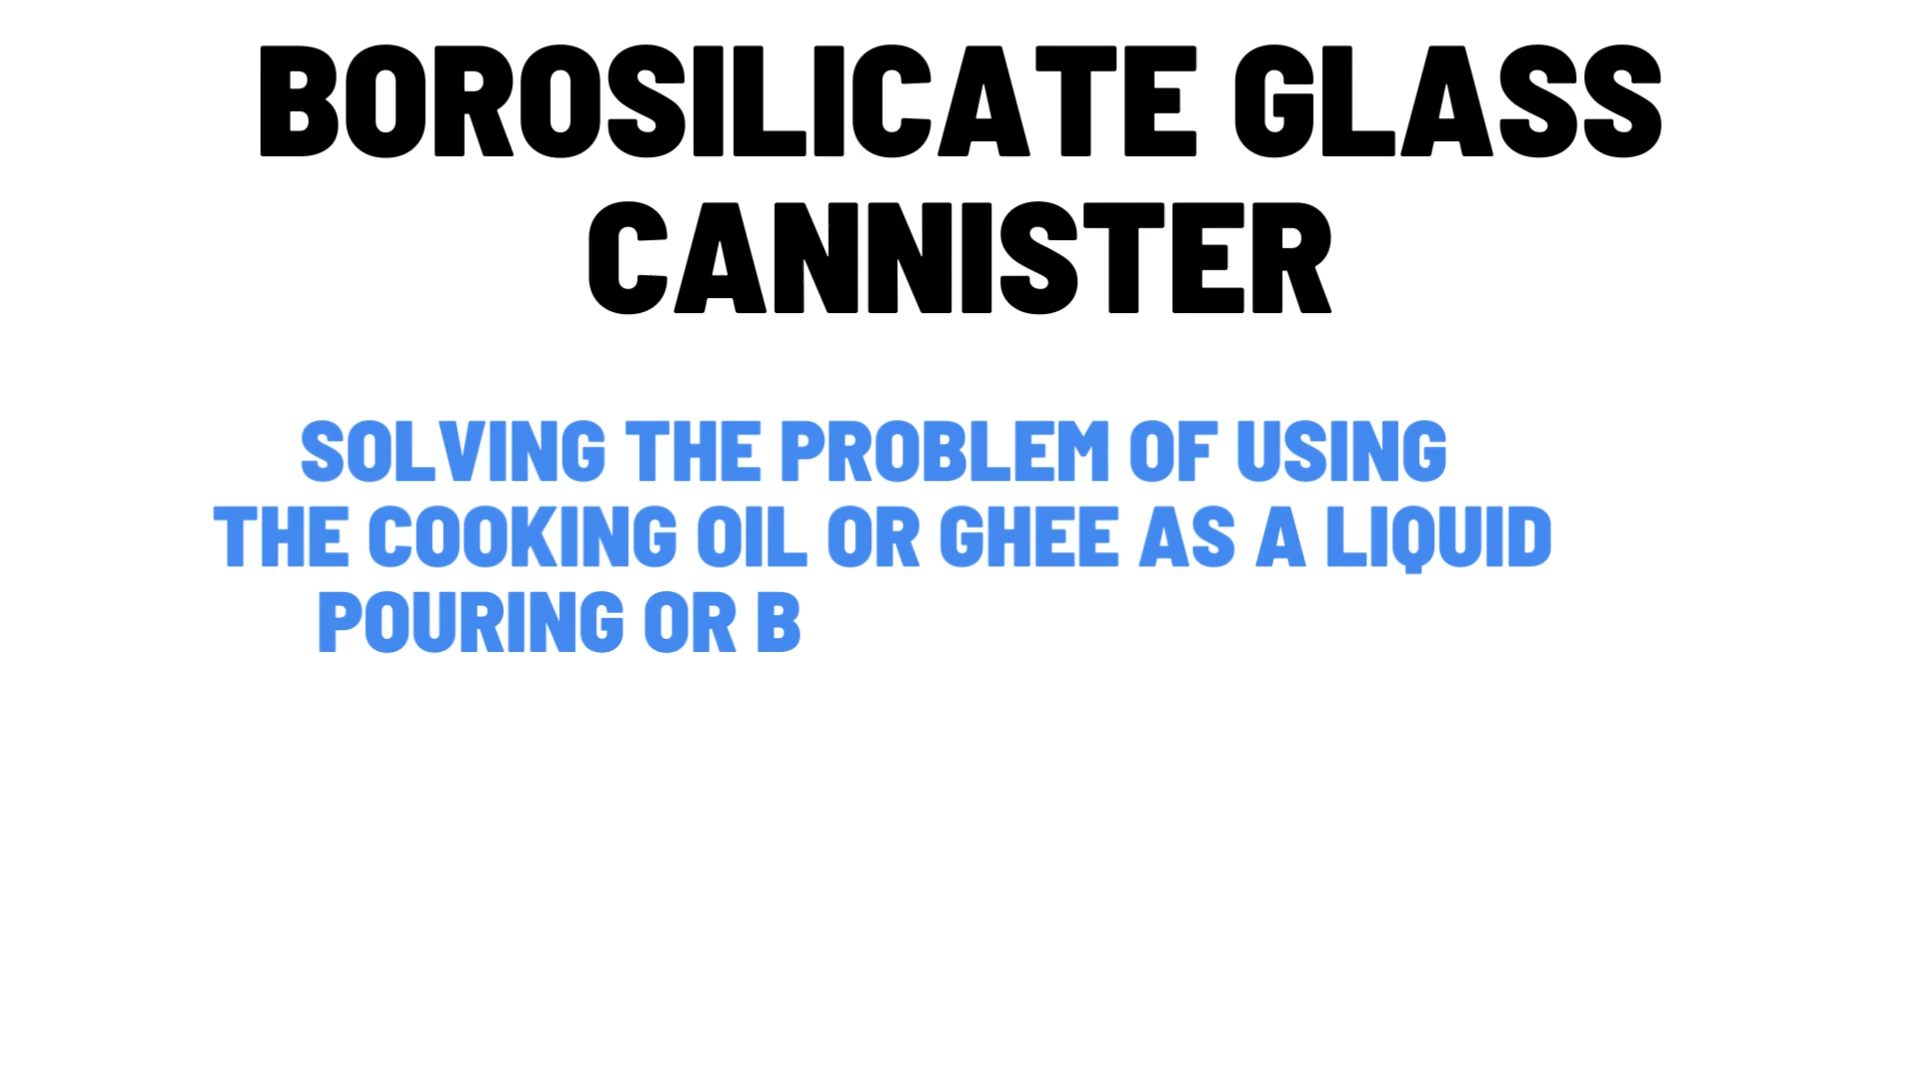 BOROSILICATE GLASS
CANNISTER
SOLVING THE PROBLEM OF USING
THE COOKING OIL OR GHEE AS A LIQUID
POURING OR B